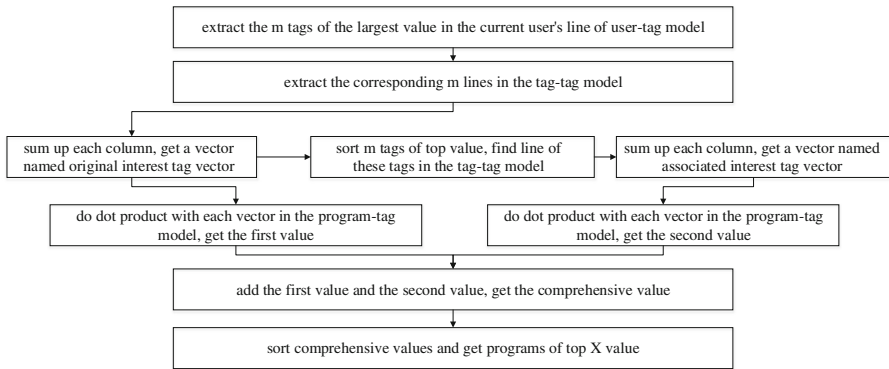 extract the m tags of the largest value in the current user's line of user-tag model
extract the corresponding m lines in the tag-tag model
sum up each column, get a vector
named original interest tag vector
sort m tags of top value, find line
of these tags in the tag-tag model
sum up each column, get a vector named
associated interest tag vector
do dot product with each vector in the program-tag
model, get the first value
do dot product with each vector in the program-tag
model, get the second value
add the first value and the second value, get the comprehensive value
sort comprehensive values and get programs of top X value